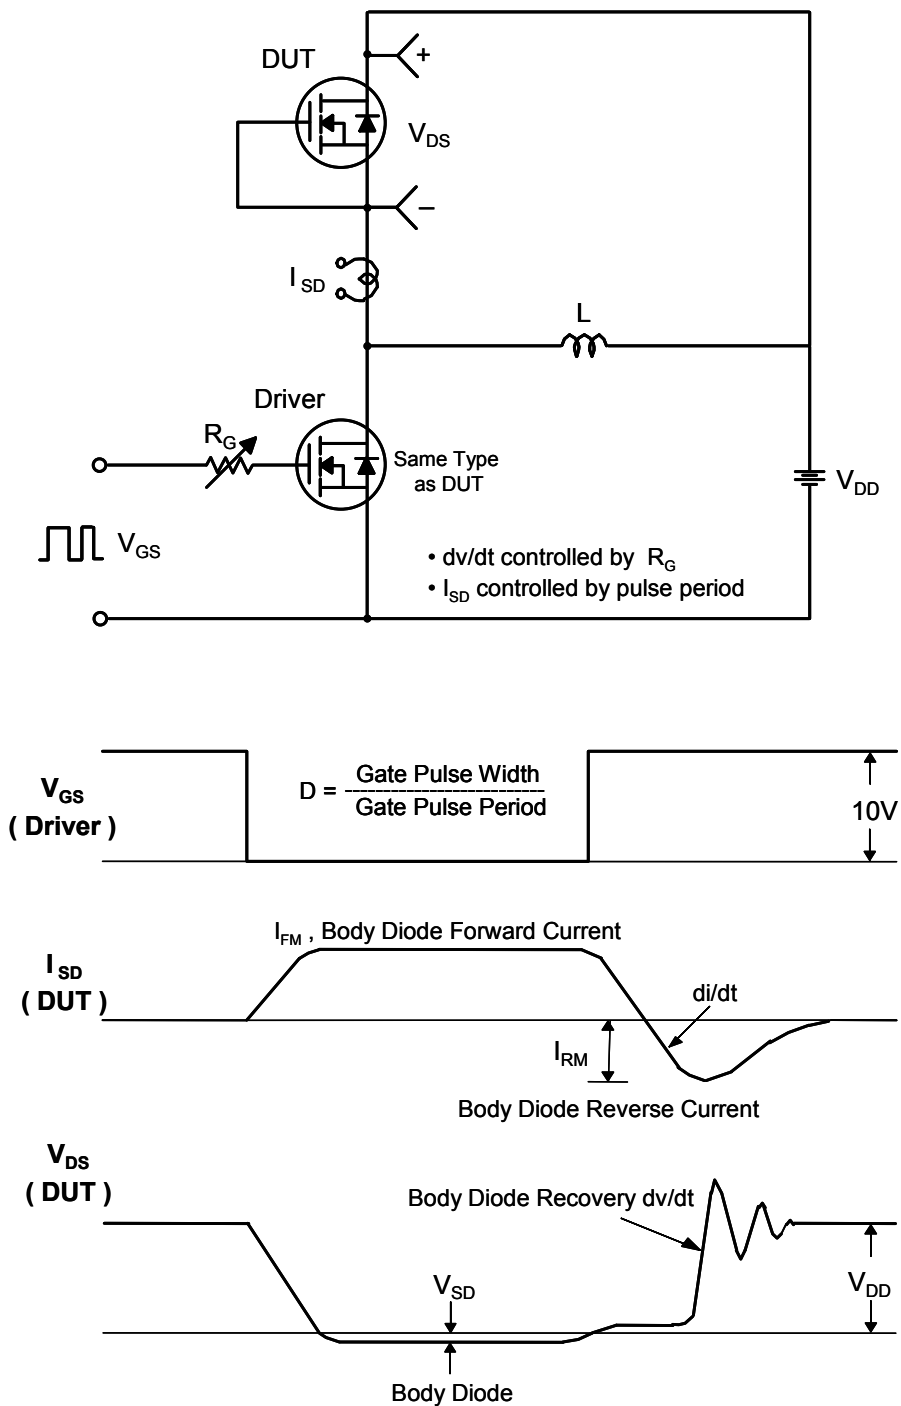 DUT
+
V_DS
−
I_SD
L
Driver
R_G
Same Type
as DUT
V_DD
V_GS
• dv/dt controlled by R_G
• I_SD controlled by pulse period
V_GS
( Driver )
D = Gate Pulse Width
Gate Pulse Period
10V
I_FM , Body Diode Forward Current
I_SD
( DUT )
di/dt
I_RM
Body Diode Reverse Current
V_DS
( DUT )
Body Diode Recovery dv/dt
V_SD
V_DD
Body Diode